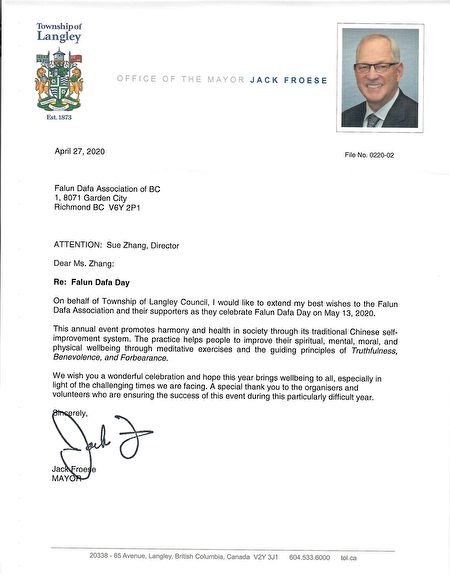 Township of
Langley
Est. 1873
OFFICE OF THE MAYOR JACK FROESE
April 27, 2020
File No. 0220-02
Falun Dafa Association of BC
1, 8071 Garden City
Richmond BC V6Y 2P1
ATTENTION: Sue Zhang, Director
Dear Ms. Zhang:
Re: Falun Dafa Day
On behalf of Township of Langley Council, I would like to extend my best wishes to the Falun
Dafa Association and their supporters as they celebrate Falun Dafa Day on May 13, 2020.
This annual event promotes harmony and health in society through its traditional Chinese self-
improvement system. The practice helps people to improve their spiritual, mental, moral, and
physical wellbeing through meditative exercises and the guiding principles of Truthfulness,
Benevolence, and Forbearance.
We wish you a wonderful celebration and hope this year brings wellbeing to all, especially in
light of the challenging times we are facing. A special thank you to the organisers and
volunteers who are ensuring the success of this event during this particularly difficult year.
Sincerely,
Jack F
Jack Froese
MAYOR
20338 - 65 Avenue, Langley, British Columbia, Canada V2Y 3J1 604.533.6000 tol.ca